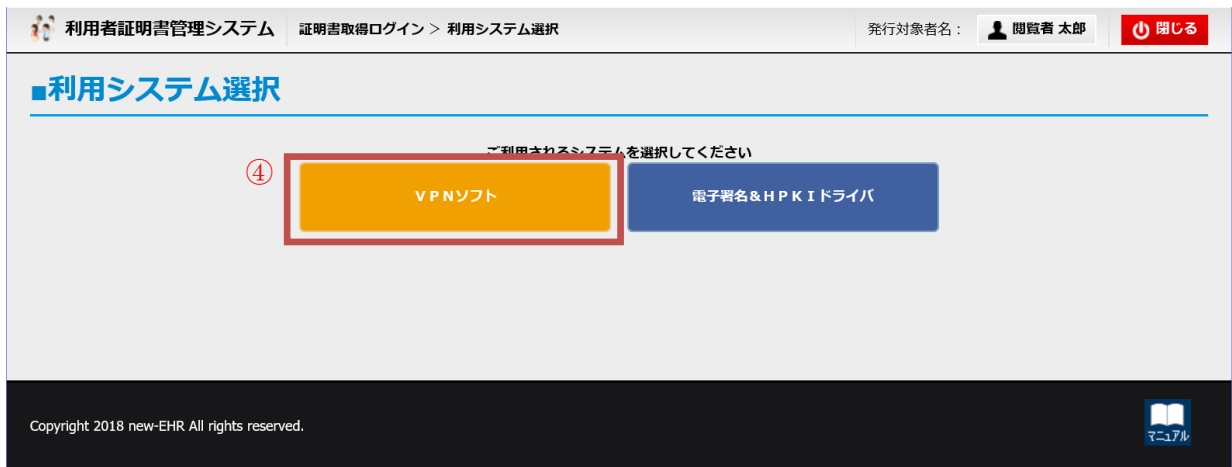 利用者証明書管理システム 証明書取得ログイン > 利用システム選択 発行対象者名： 閲覧者 太郎 閉じる
■利用システム選択
ご利用されるシステムを選択してください
④
ＶＰＮソフト 電子署名＆ＨＰＫＩドライバ
Copyright 2018 new-EHR All rights reserved.
マニュアル